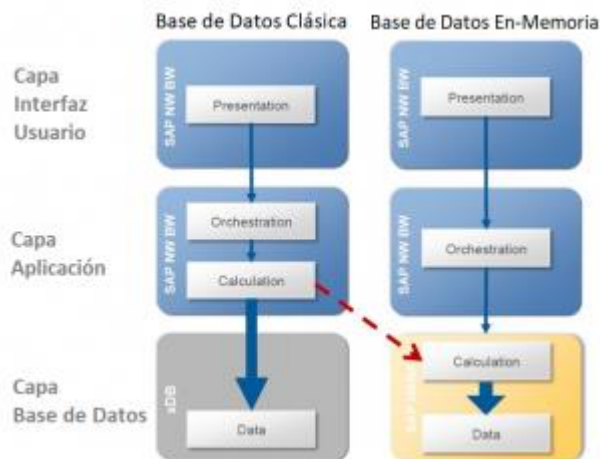 Base de Datos Clásica
Base de Datos En-Memoria
Capa
Interfaz
Usuario
SAP NW BW
Presentation
SAP NW BW
Presentation
Capa
Aplicación
SAP NW BW
Orchestration
Calculation
SAP NW BW
Orchestration
Capa
Base de Datos
xDB
Data
SAP
Calculation
Data